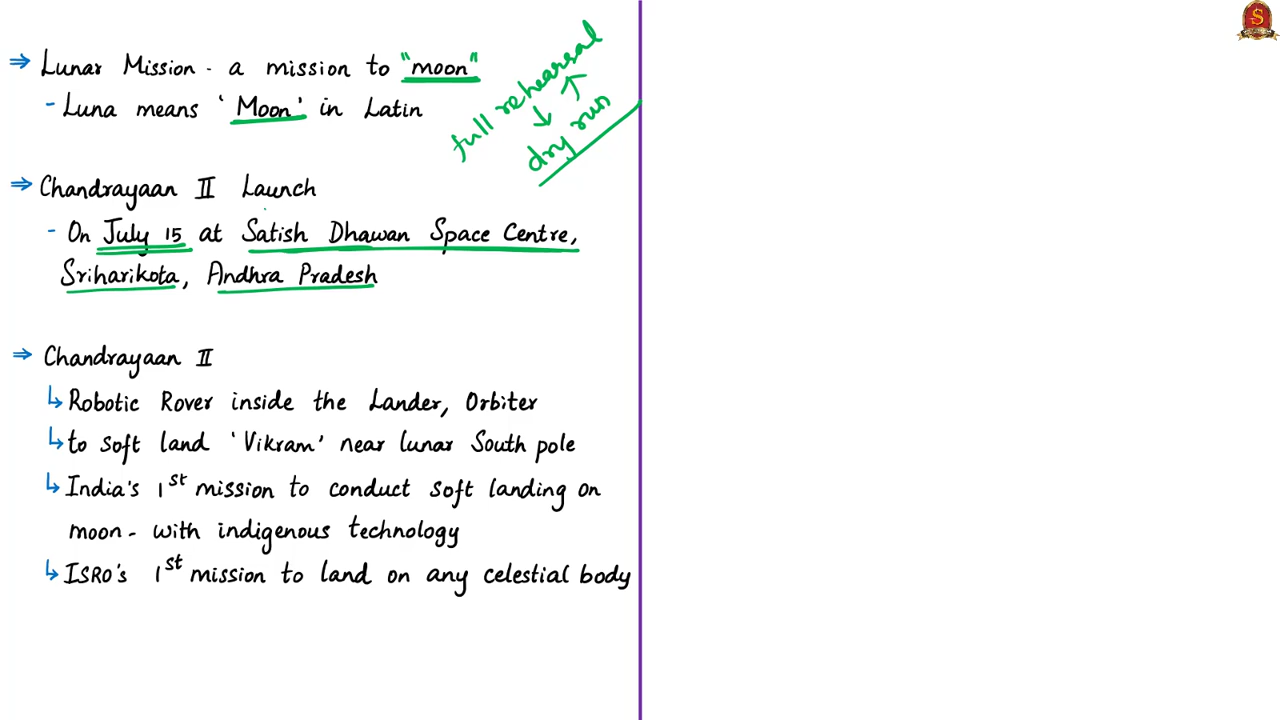 ⇒ Lunar Mission - a mission to "moon"
- Luna means 'Moon' in Latin
full rehearsal
dry run
⇒ Chandrayaan II Launch
- On July 15 at Satish Dhawan Space Centre,
Sriharikota, Andhra Pradesh
⇒ Chandrayaan II
↳ Robotic Rover inside the Lander, Orbiter
↳ to soft land 'Vikram' near lunar South pole
↳ India's 1st mission to conduct soft landing on
moon - with indigenous technology
↳ ISRO's 1st mission to land on any celestial body
S